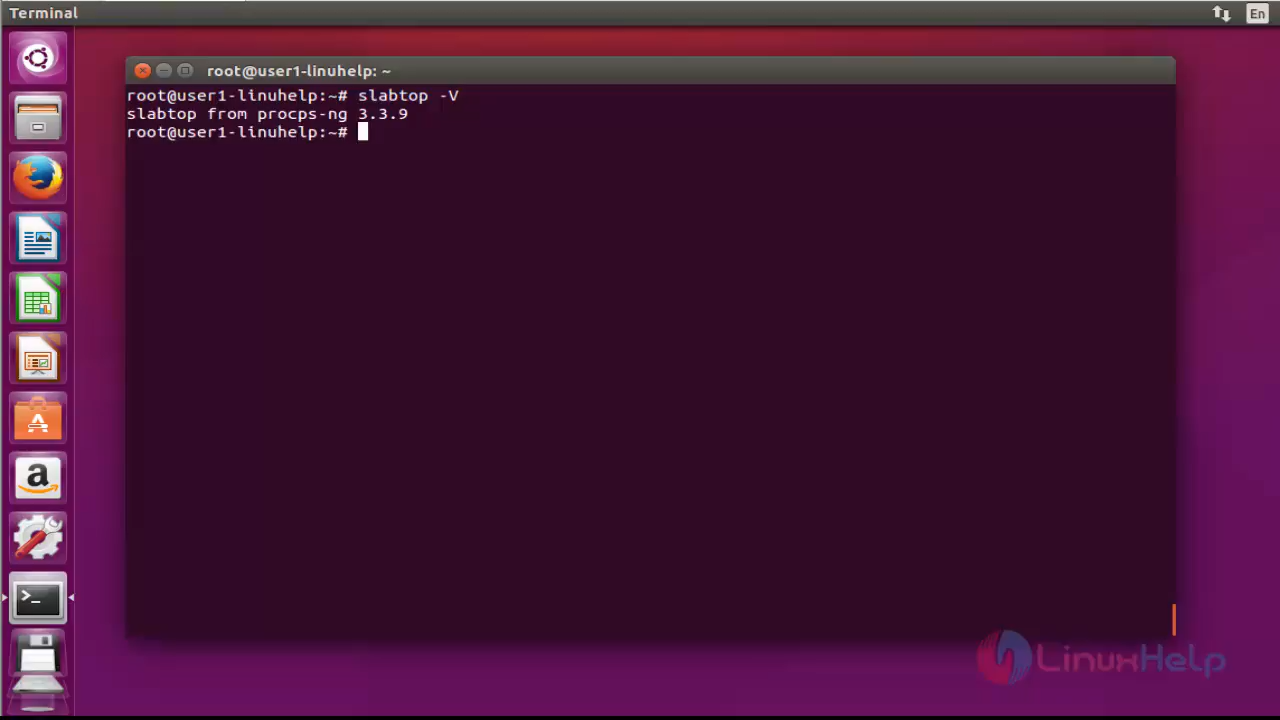 Terminal
En
root@user1-linuhelp: ~
root@user1-linuhelp:~# slabtop -V
slabtop from procps-ng 3.3.9
root@user1-linuhelp:~#
a
>_
LinuxHelp